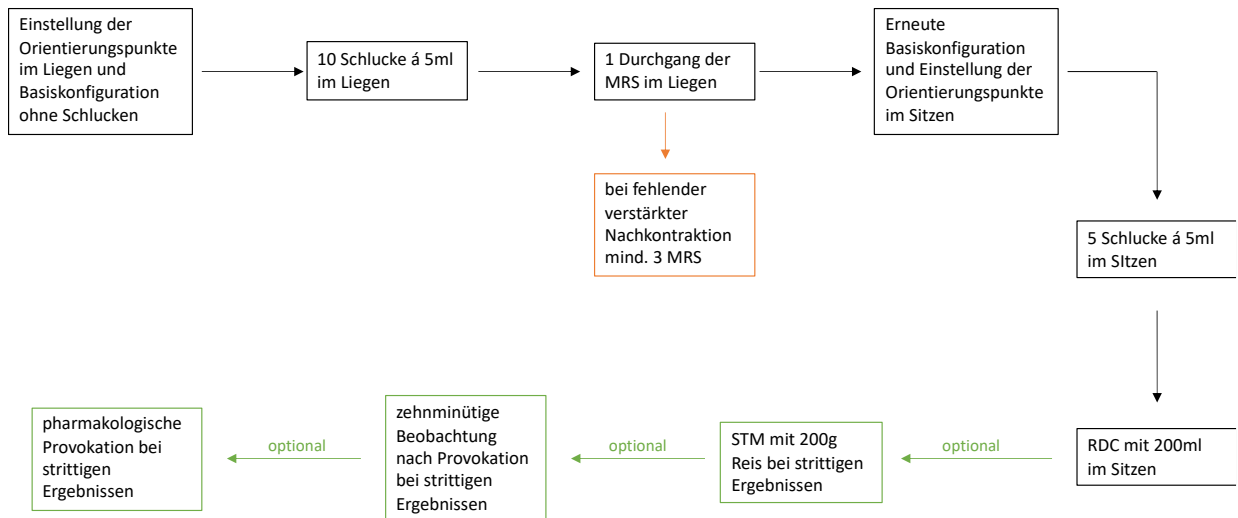 Einstellung der
Orientierungspunkte
im Liegen und
Basiskonfiguration
ohne Schlucken
10 Schlucke á 5ml
im Liegen
1 Durchgang der
MRS im Liegen
Erneute
Basiskonfiguration
und Einstellung der
Orientierungspunkte
im Sitzen
bei fehlender
verstärkter
Nachkontraktion
mind. 3 MRS
5 Schlucke á 5ml
im SItzen
RDC mit 200ml
im Sitzen
optional
STM mit 200g
Reis bei strittigen
Ergebnissen
optional
zehnminütige
Beobachtung
nach Provokation
bei strittigen
Ergebnissen
optional
pharmakologische
Provokation bei
strittigen
Ergebnissen